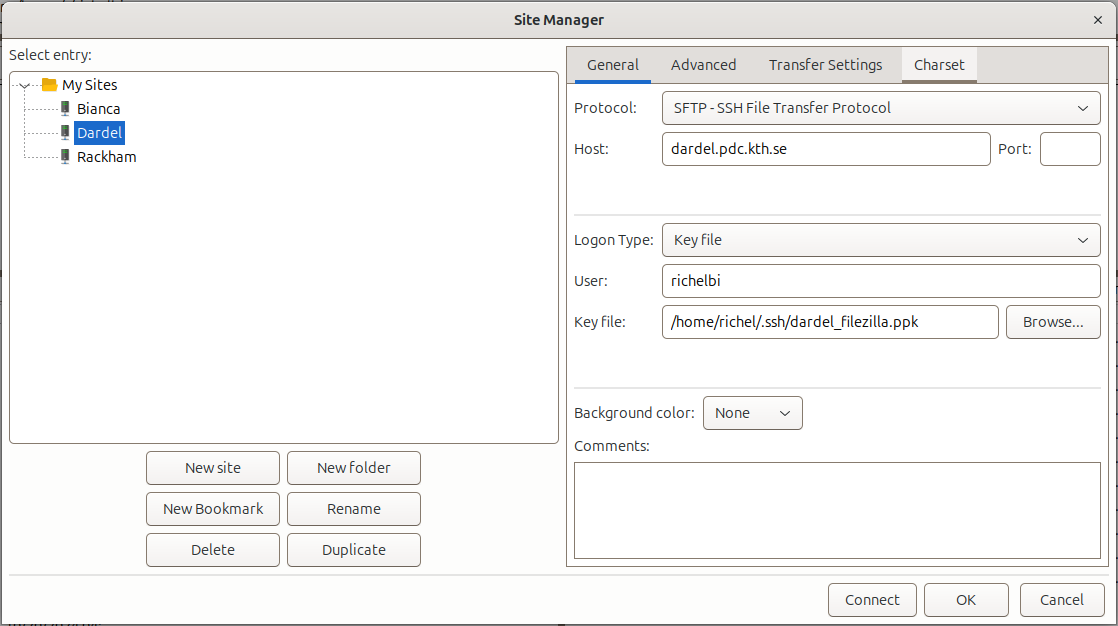 Site Manager
Select entry:
My Sites
Bianca
Dardel
Rackham
New site
New folder
New Bookmark
Rename
Delete
Duplicate
General
Advanced
Transfer Settings
Charset
Protocol:
SFTP - SSH File Transfer Protocol
Host:
dardel.pdc.kth.se
Port:
Logon Type:
Key file
User:
richelbi
Key file:
/home/richel/.ssh/dardel_filezilla.ppk
Browse...
Background color:
None
Comments:
Connect
OK
Cancel